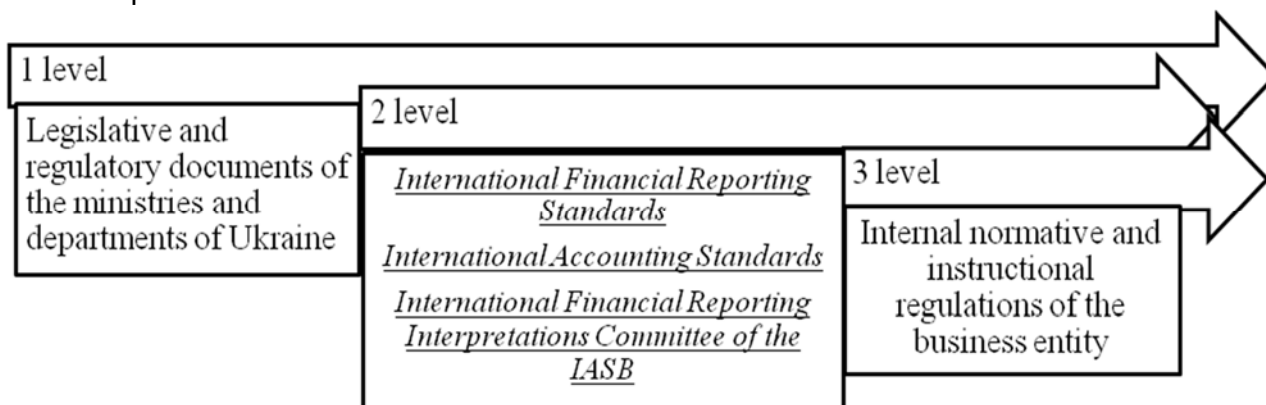 1 level
Legislative and
regulatory documents of
the ministries and
departments of Ukraine
2 level
International Financial Reporting
Standards
International Accounting Standards
International Financial Reporting
Interpretations Committee of the
IASB
3 level
Internal normative and
instructional
regulations of the
business entity